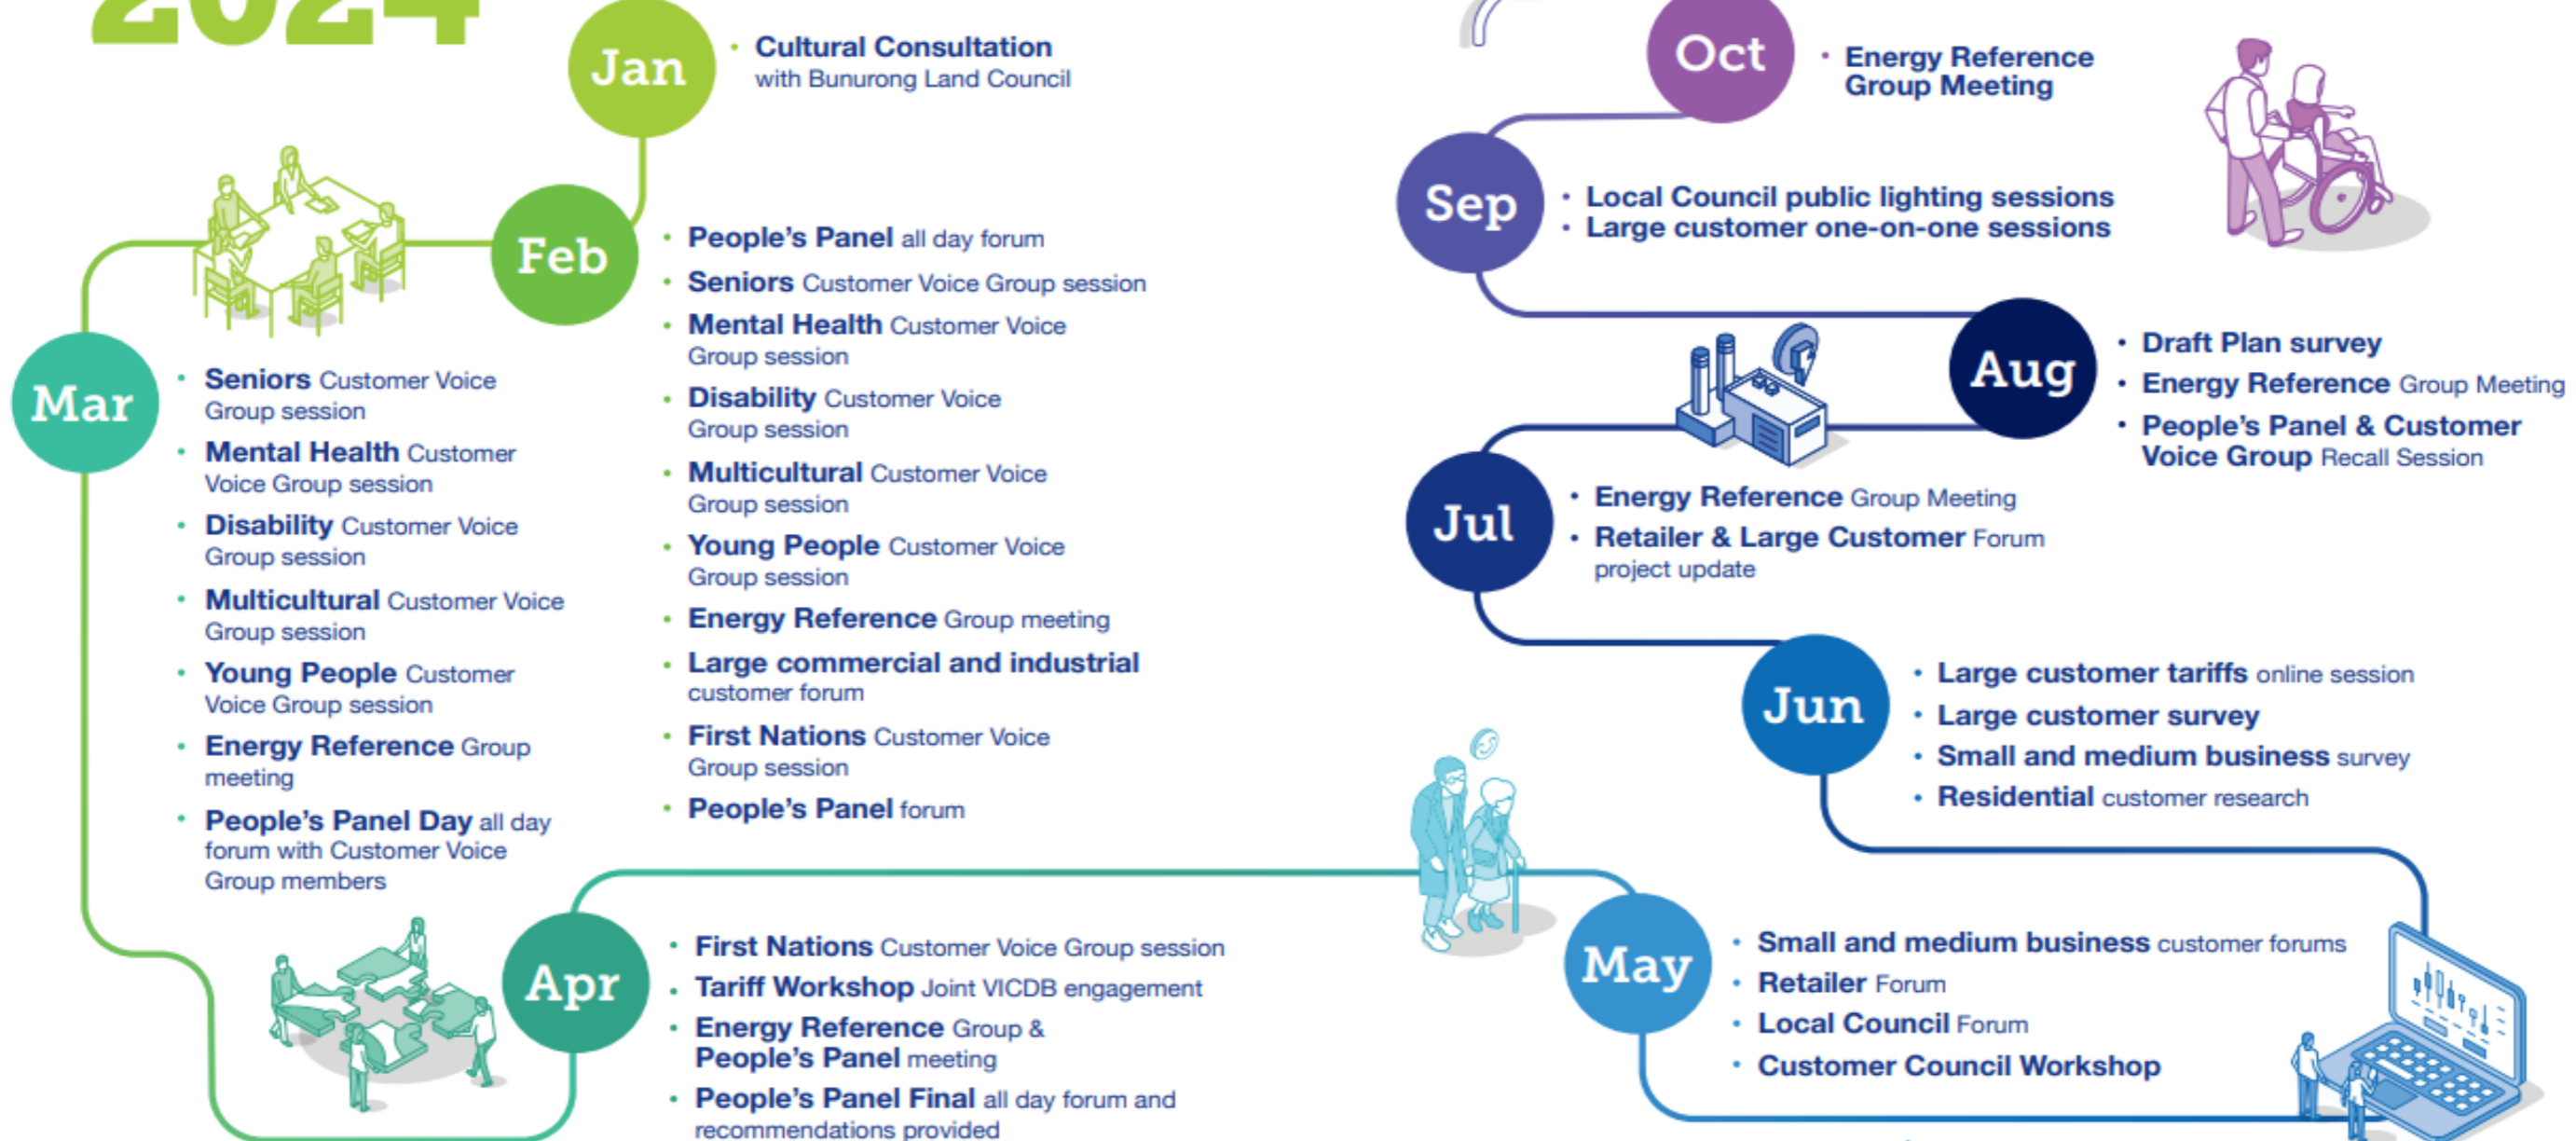 2024
Jan
• Cultural Consultation
with Bunurong Land Council
Feb
• People's Panel all day forum
• Seniors Customer Voice Group session
• Mental Health Customer Voice
Group session
• Disability Customer Voice
Group session
• Multicultural Customer Voice
Group session
• Young People Customer Voice
Group session
• Energy Reference Group meeting
• Large commercial and industrial
customer forum
• First Nations Customer Voice
Group session
• People's Panel forum
Mar
• Seniors Customer Voice
Group session
• Mental Health Customer
Voice Group session
• Disability Customer Voice
Group session
• Multicultural Customer Voice
Group session
• Young People Customer
Voice Group session
• Energy Reference Group
meeting
• People's Panel Day all day
forum with Customer Voice
Group members
Apr
• First Nations Customer Voice Group session
• Tariff Workshop Joint VICDB engagement
• Energy Reference Group &
People's Panel meeting
• People's Panel Final all day forum and
recommendations provided
May
• Small and medium business customer forums
• Retailer Forum
• Local Council Forum
• Customer Council Workshop
Jun
• Large customer tariffs online session
• Large customer survey
• Small and medium business survey
• Residential customer research
Jul
• Energy Reference Group Meeting
• Retailer & Large Customer Forum
project update
Aug
• Draft Plan survey
• Energy Reference Group Meeting
• People's Panel & Customer
Voice Group Recall Session
Sep
• Local Council public lighting sessions
• Large customer one-on-one sessions
Oct
• Energy Reference
Group Meeting